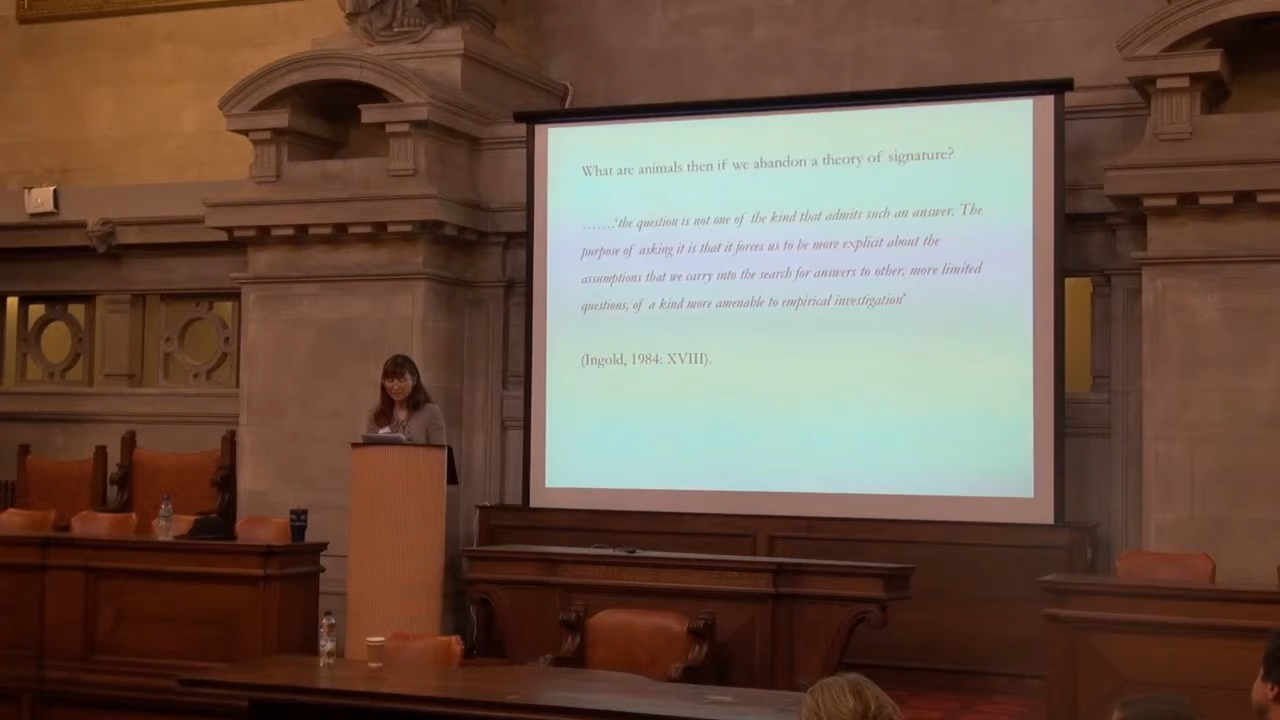 What are animals then if we abandon a theory of signature?
.......'the question is not one of the kind that admits such an answer. The
purpose of asking it is that it forces us to be more explicit about the
assumptions that we carry into the search for answers to other, more limited
questions, of a kind more amenable to empirical investigation'
(Ingold, 1984: XVIII).